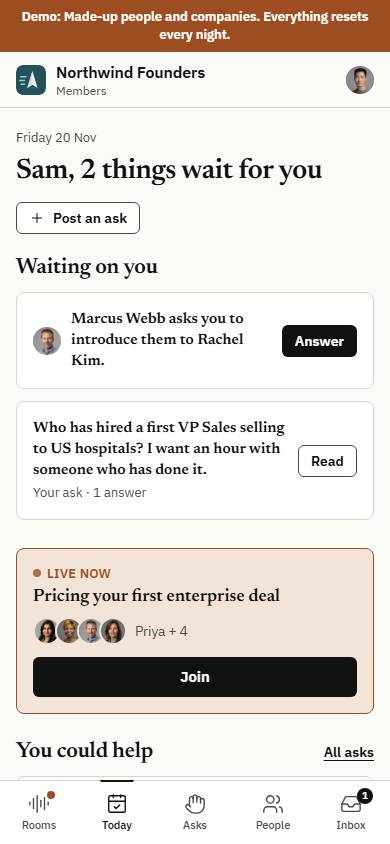 Demo: Made-up people and companies. Everything resets
every night.
Northwind Founders
Members
Friday 20 Nov
Sam, 2 things wait for you
Post an ask
Waiting on you
Marcus Webb asks you to
introduce them to Rachel
Kim.
Answer
Who has hired a first VP Sales selling
to US hospitals? I want an hour with
someone who has done it.
Your ask · 1 answer
Read
LIVE NOW
Pricing your first enterprise deal
Priya + 4
Join
You could help
All asks
Rooms
Today
Asks
People
1
Inbox